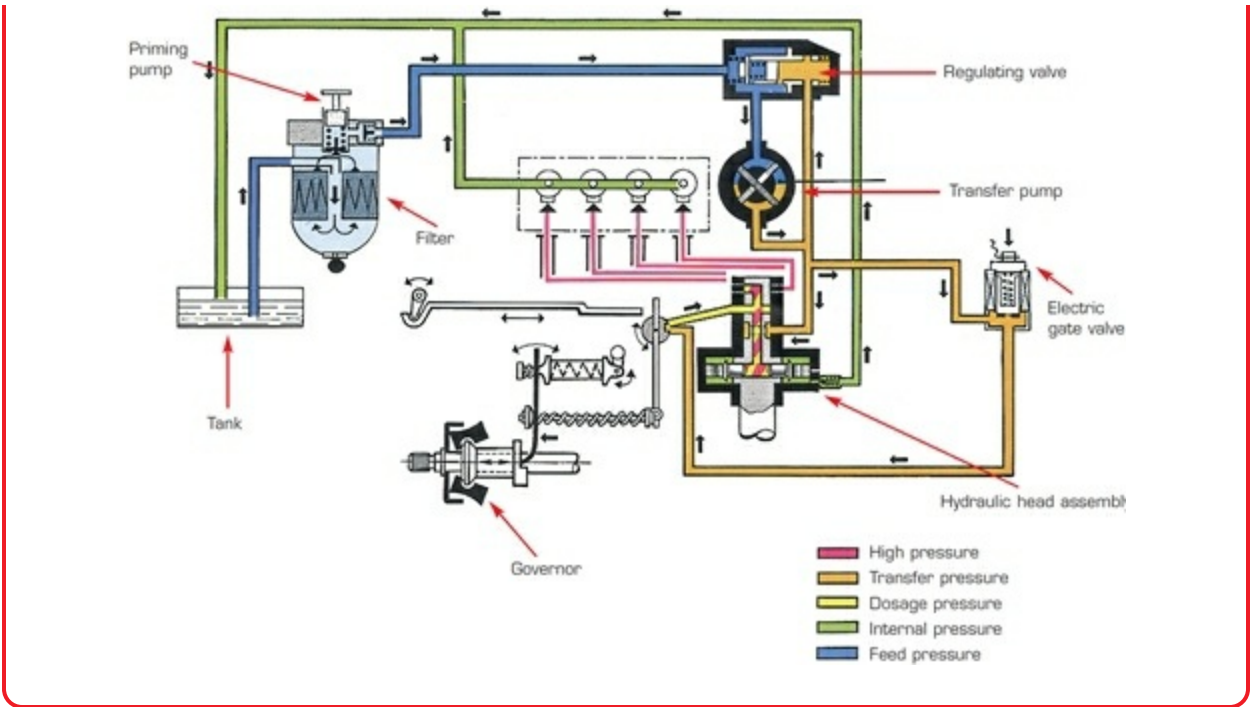 Priming
pump
Regulating valve
Transfer pump
Filter
Electric
gate valve
Tank
Hydraulic head assembly
Governor
High pressure
Transfer pressure
Dosage pressure
Internal pressure
Feed pressure